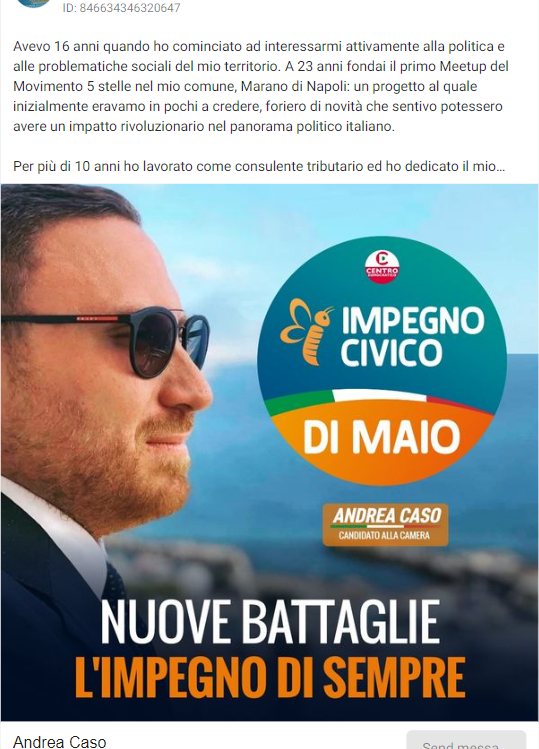 ID: 846634346320647
Avevo 16 anni quando ho cominciato ad interessarmi attivamente alla politica e
alle problematiche sociali del mio territorio. A 23 anni fondai il primo Meetup del
Movimento 5 stelle nel mio comune, Marano di Napoli: un progetto al quale
inizialmente eravamo in pochi a credere, foriero di novità che sentivo potessero
avere un impatto rivoluzionario nel panorama politico italiano.
Per più di 10 anni ho lavorato come consulente tributario ed ho dedicato il mio...
CENTRO
DEMOCRATICO
IMPEGNO
CIVICO
DI MAIO
PRADA
ANDREA CASO
CANDIDATO ALLA CAMERA
NUOVE BATTAGLIE
L'IMPEGNO DI SEMPRE
Andrea Caso
Send messa...